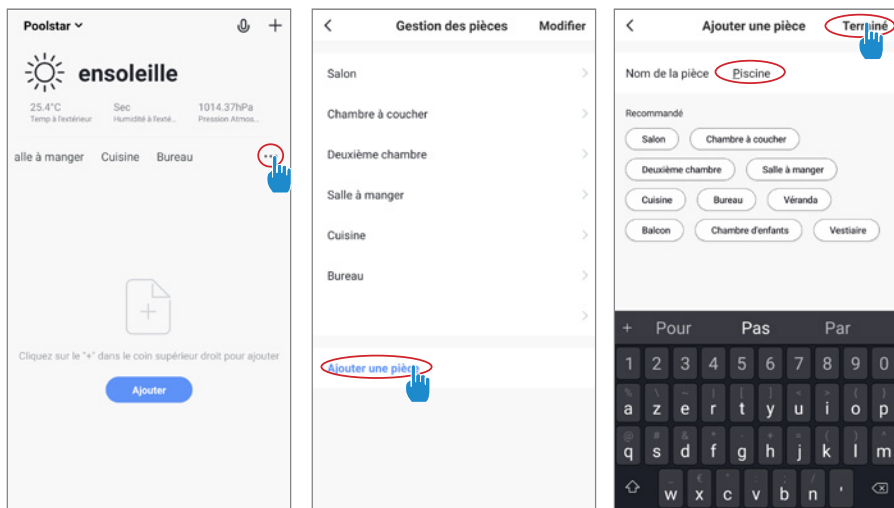 Poolstar
ensoleille
25.4°C Sec 1014.37hPa
Temp à l'extérieur Humidité à l'exté... Pression Atmos...
alle à manger Cuisine Bureau ...
Cliquez sur le "+" dans le coin supérieur droit pour ajouter
Ajouter
Gestion des pièces Modifier
Salon
Chambre à coucher
Deuxième chambre
Salle à manger
Cuisine
Bureau
Ajouter une pièce
Ajouter une pièce Terminé
Nom de la pièce Piscine
Recommandé
Salon Chambre à coucher
Deuxième chambre Salle à manger
Cuisine Bureau Véranda
Balcon Chambre d'enfants Vestiaire
+ Pour Pas Par
1 2 3 4 5 6 7 8 9 0
a z e r t y u i o p
q s d f g h j k l m
w x c v b n '